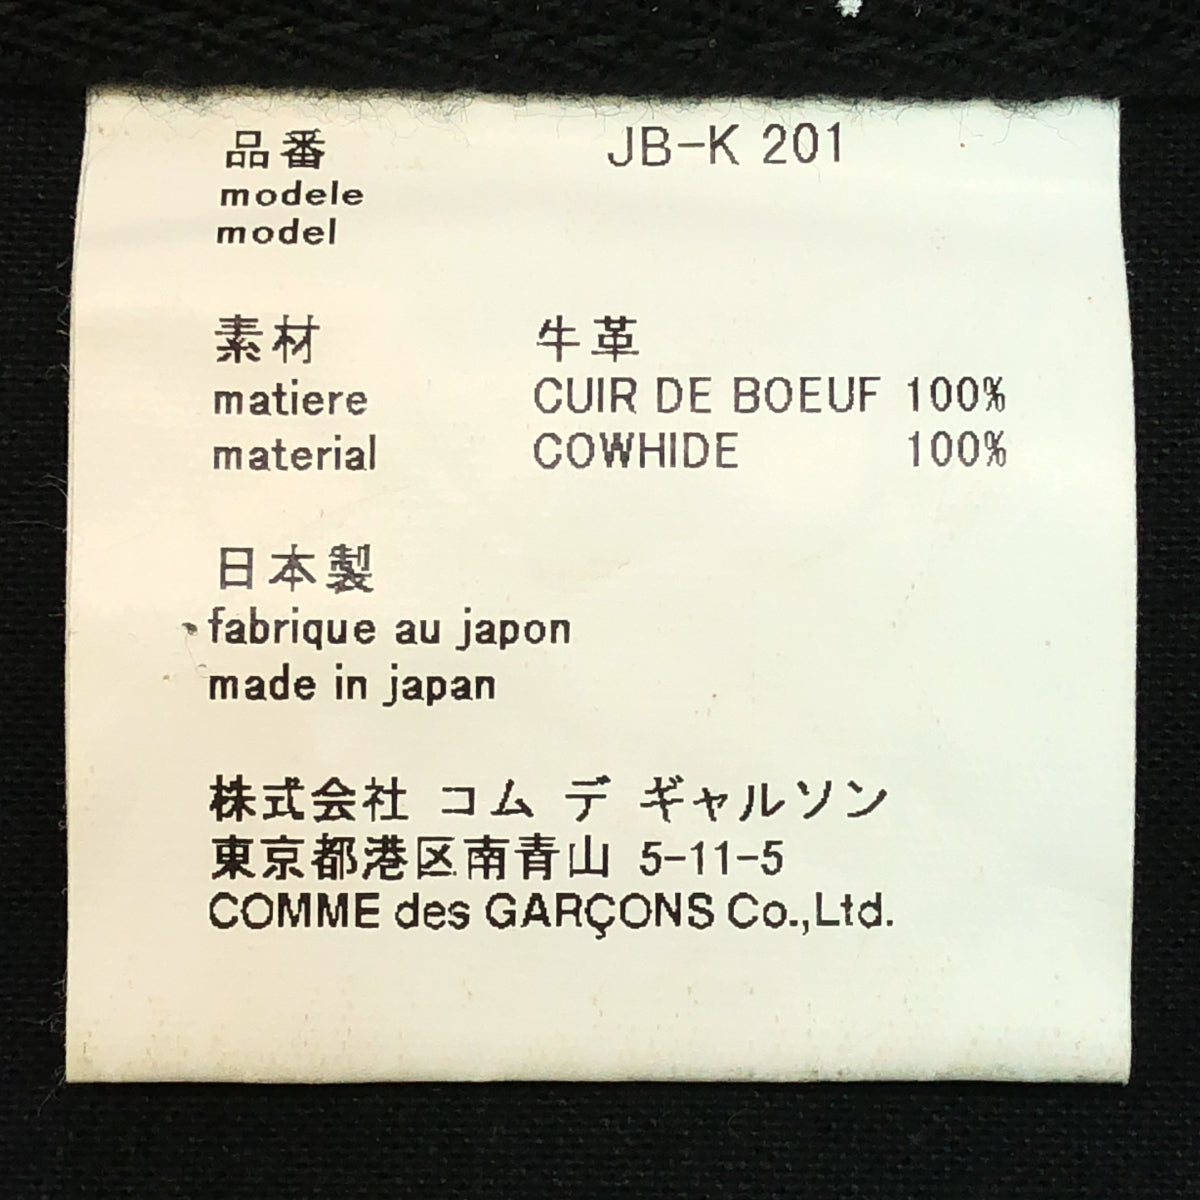 品番 JB-K 201
modele
model
素材 牛革
matiere CUIR DE BOEUF 100%
material COWHIDE 100%
日本製
fabrique au japon
made in japan
株式会社 コム デ ギャルソン
東京都港区南青山 5-11-5
COMME des GARÇONS Co.,Ltd.